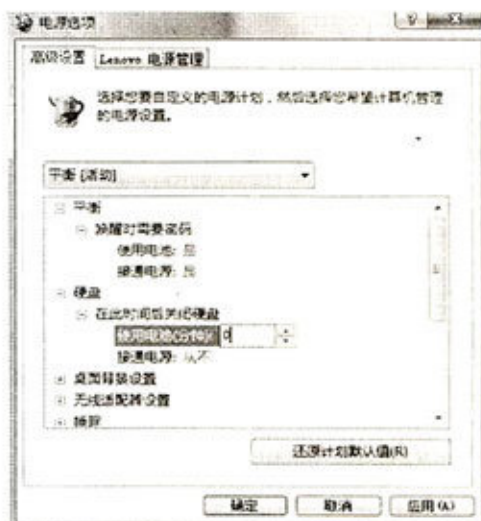 电源选项
高级设置 Lenovo 电源管理
选择您要自定义的电源计划，然后选择您希望计算机管理
的电源设置。
平衡 [活动]
平衡
唤醒时需要密码
使用电池: 是
接通电源: 是
硬盘
在此时间后关闭硬盘
使用电池(分钟): 0
接通电源: 从不
桌面背景设置
无线适配器设置
睡眠
还原计划默认值(R)
确定 取消 应用(A)